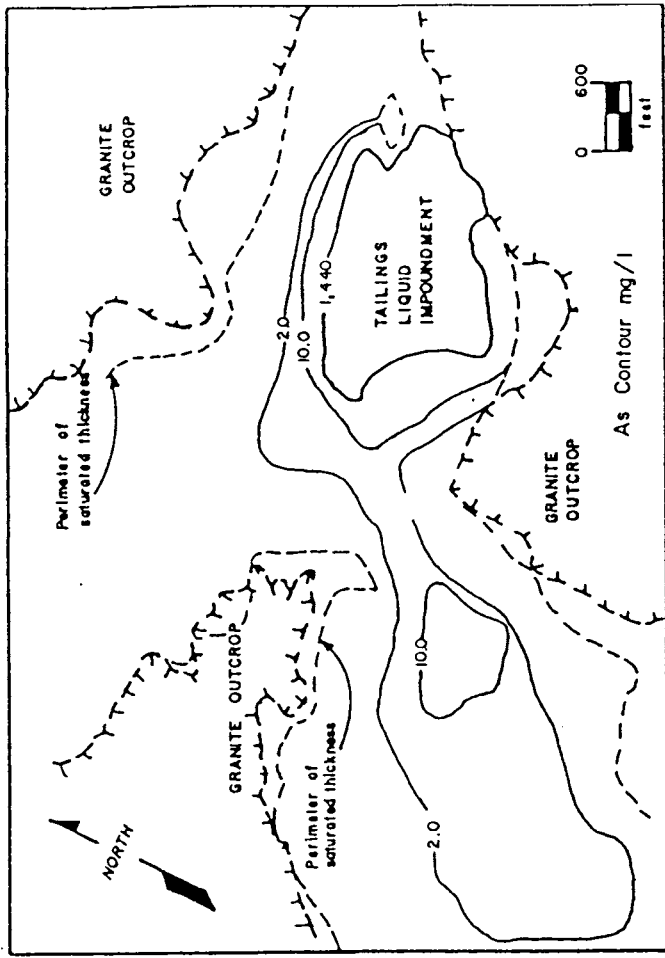 GRANITE
OUTCROP
Perimeter of
saturated thickness
2.0
10.0
1,440
TAILINGS
LIQUID
IMPOUNDMENT
0 600
feet
As Contour mg/l
GRANITE
OUTCROP
GRANITE OUTCROP
10.0
Perimeter of
saturated thickness
2.0
NORTH